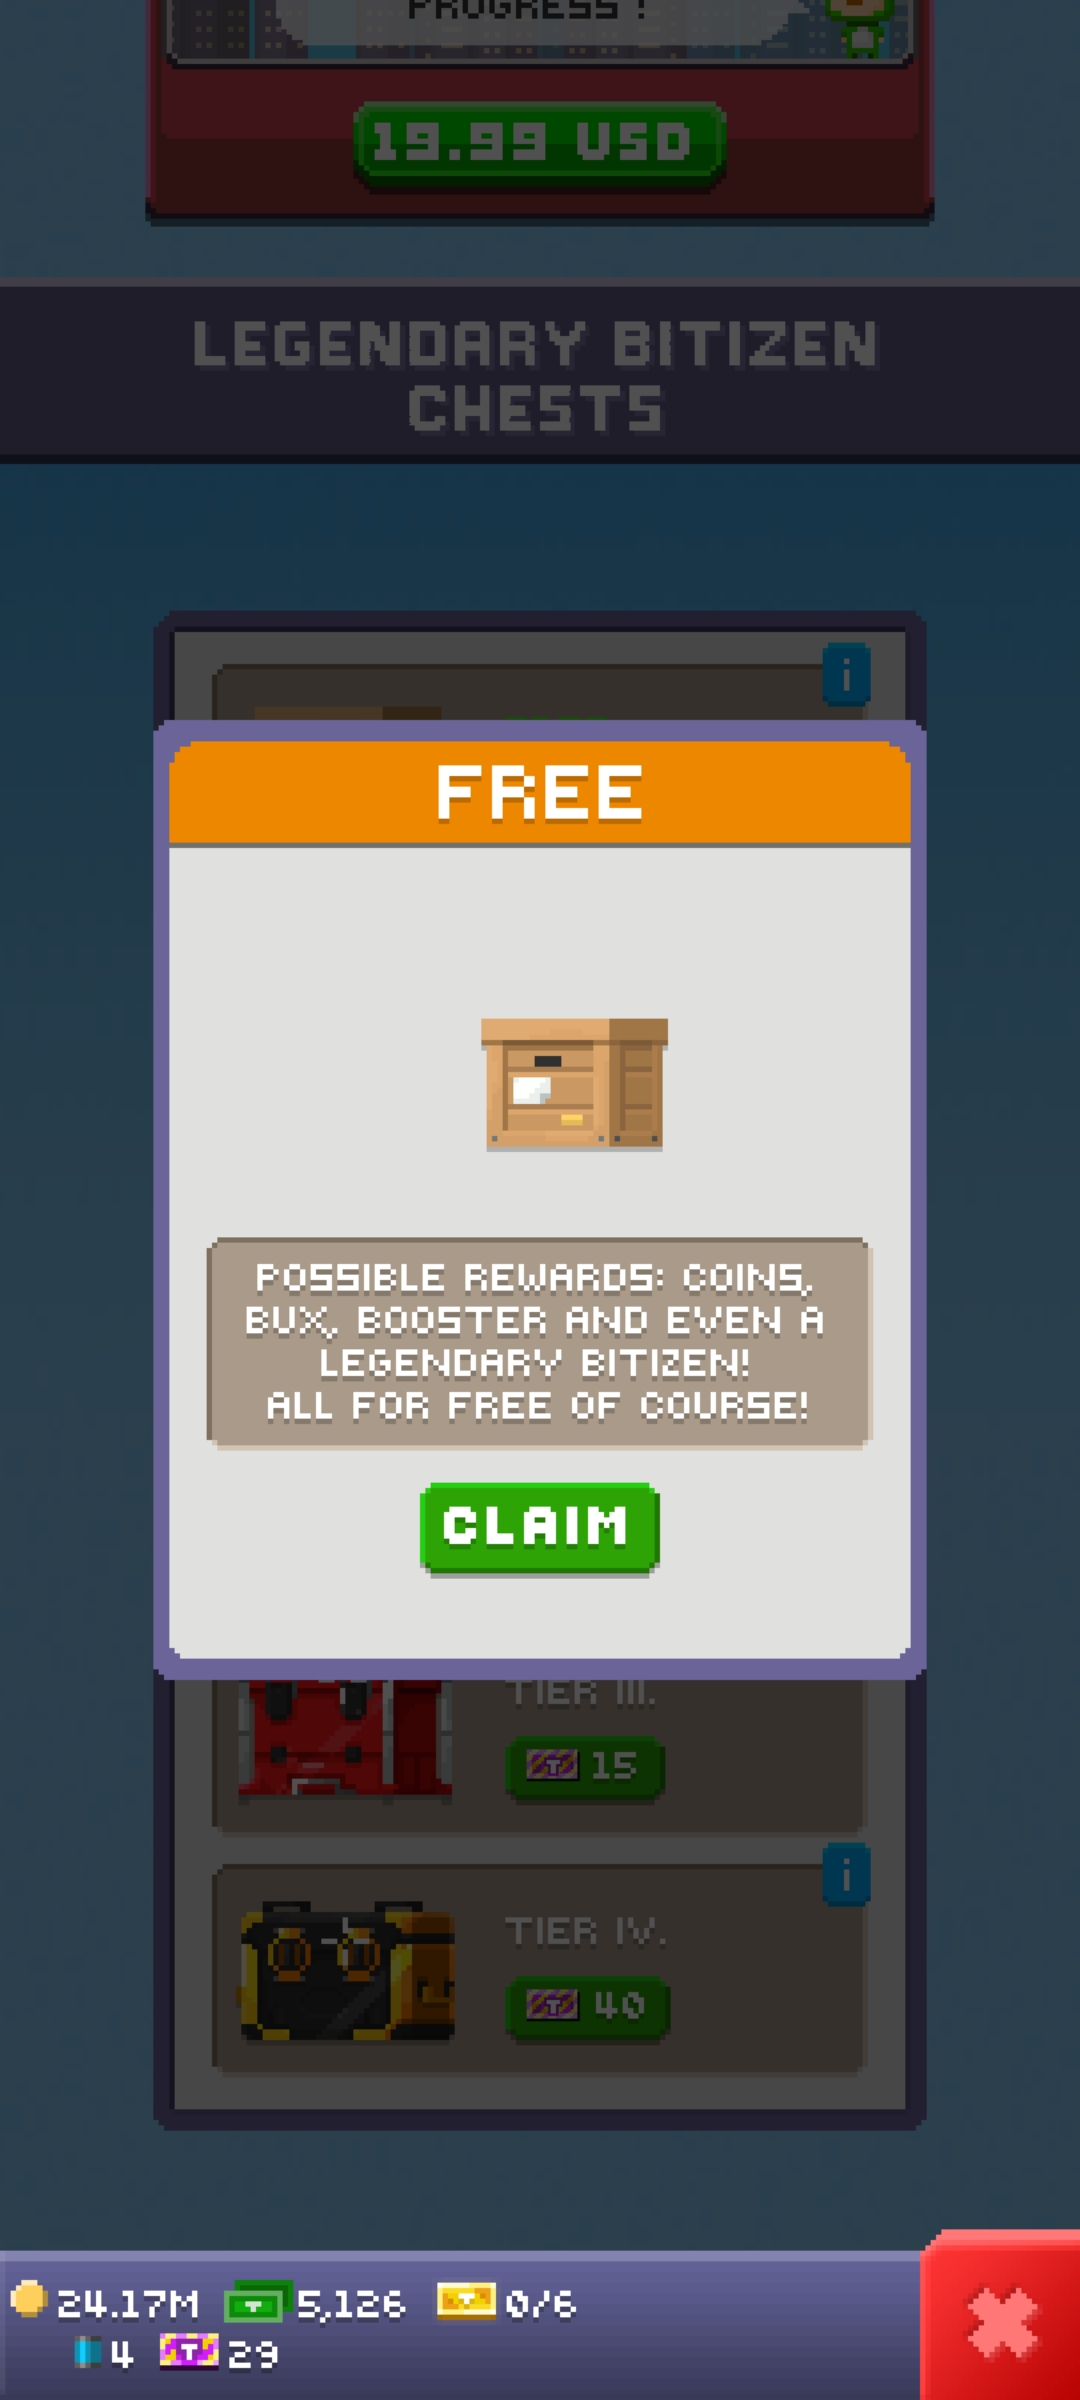 PROGRESS !
19.99 USD
LEGENDARY BITIZEN
CHESTS
i
FREE
POSSIBLE REWARDS: COINS,
BUX, BOOSTER AND EVEN A
LEGENDARY BITIZEN!
ALL FOR FREE OF COURSE!
CLAIM
TIER III.
T 15
i
TIER IV.
T 40
24.17M T 5,126 T 0/6
4 T 29